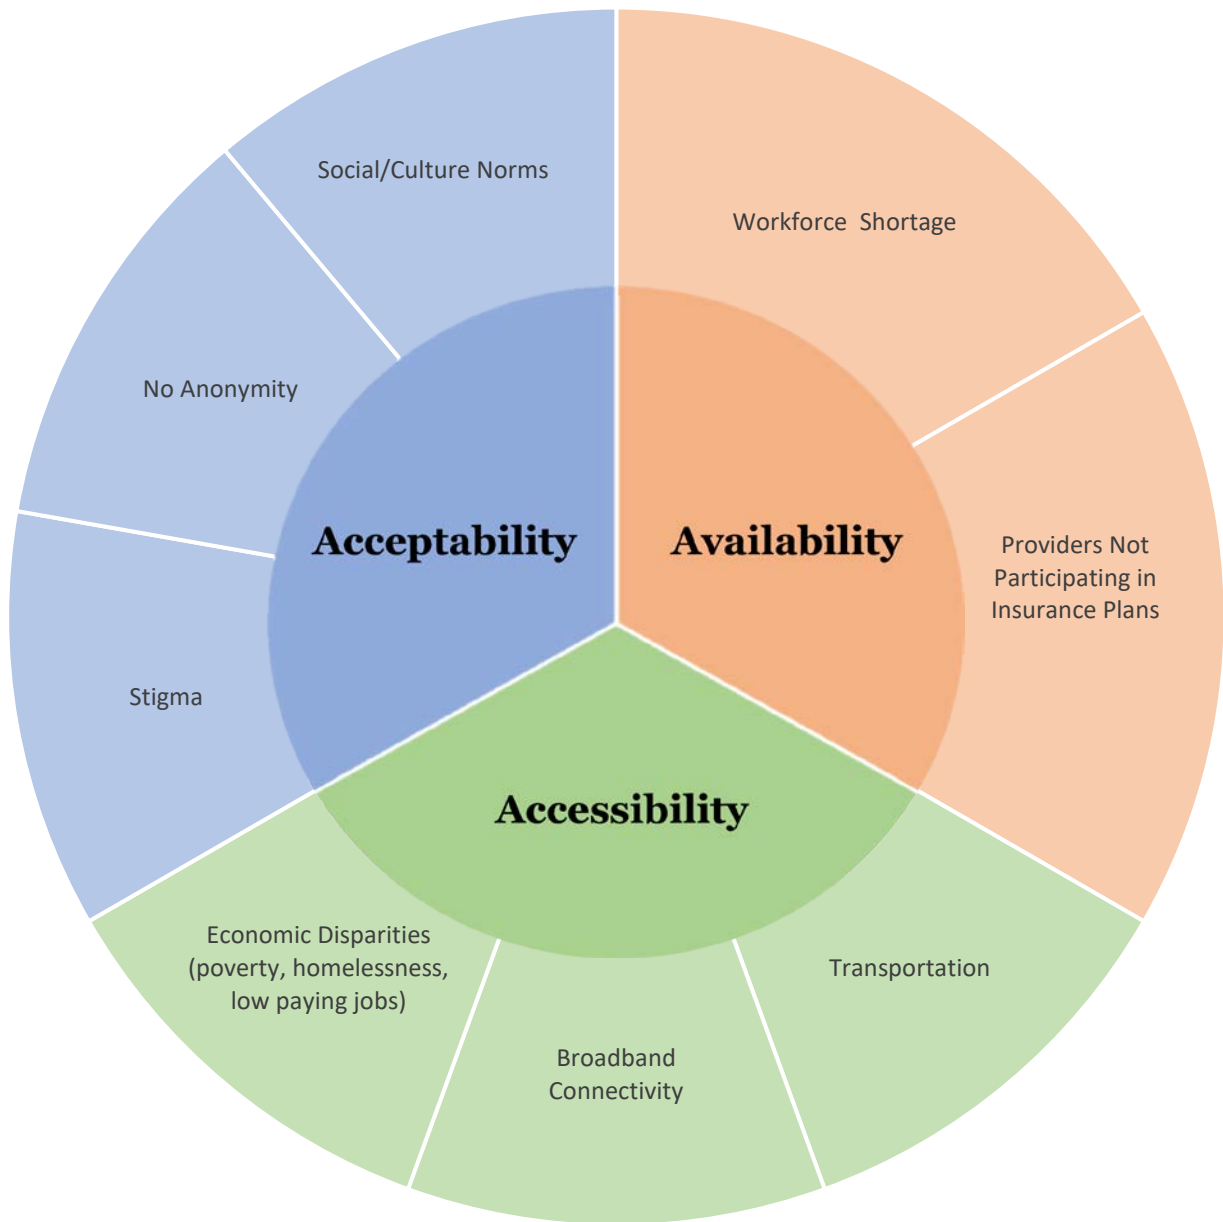 Social/Culture Norms
Workforce  Shortage
No Anonymity
Acceptability
Availability
Providers Not
Participating in
Insurance Plans
Stigma
Accessibility
Economic Disparities
(poverty, homelessness,
low paying jobs)
Transportation
Broadband
Connectivity